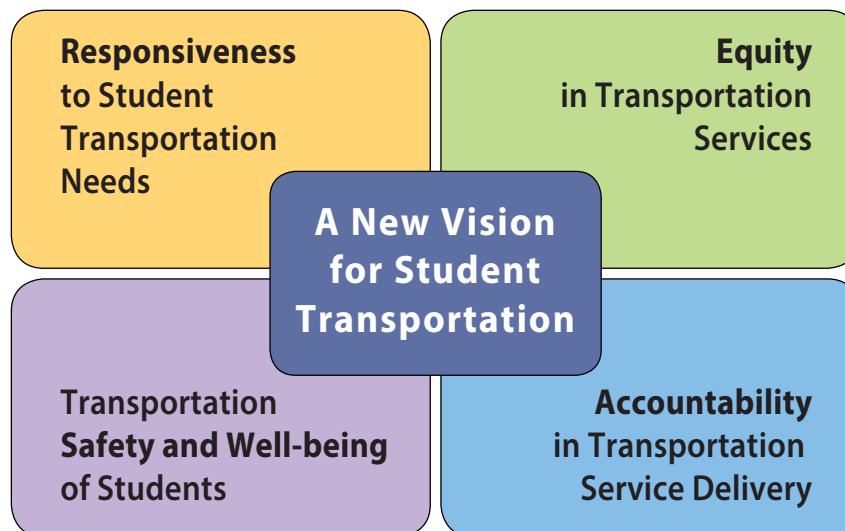 Responsiveness
to Student
Transportation
Needs
Equity
in Transportation
Services
A New Vision
for Student
Transportation
Transportation
Safety and Well-being
of Students
Accountability
in Transportation
Service Delivery